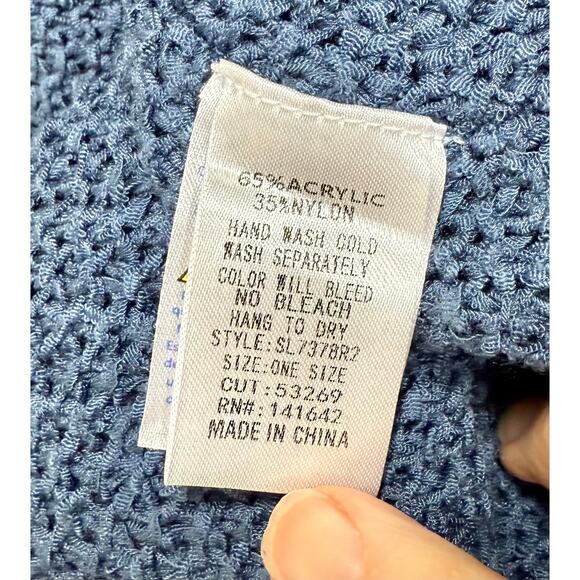 65%ACRYLIC
35%NYLON
HAND WASH COLD
WASH SEPARATELY
COLOR WILL BLEED
NO BLEACH
HANG TO DRY
STYLE:SL7378R2
SIZE:ONE SIZE
CUT:53269
RN#:141642
MADE IN CHINA